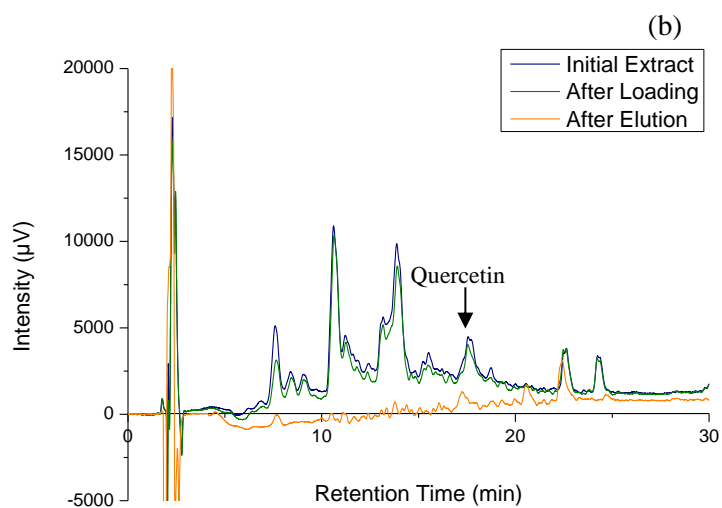 (b)
Initial Extract
After Loading
After Elution
20000
15000
10000
5000
0
-5000
Intensity (µV)
Quercetin
0
10
20
30
Retention Time (min)